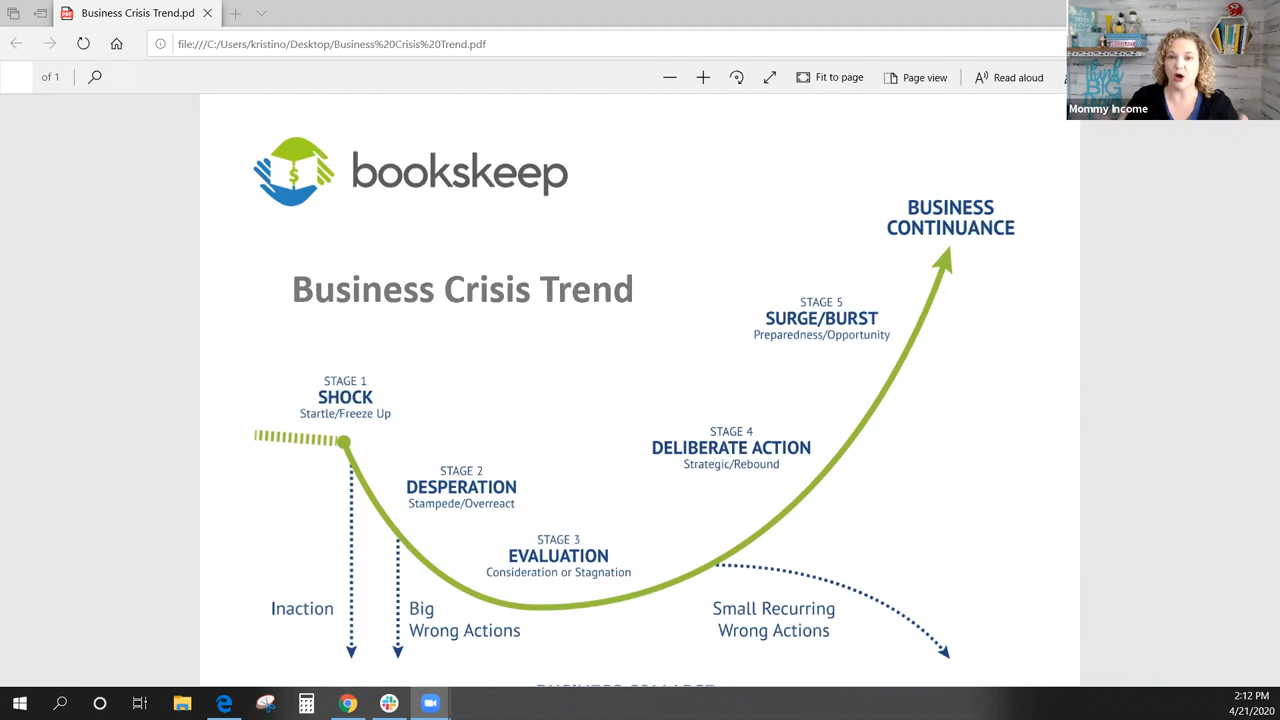 Business Crisis Trend.pd
file:///C:/Users/kristino/Desktop/Business%20Crisis%20Trend.pdf
of 1
Fit to page
Page view
Read aloud
Mommy Income
bookskeep
BUSINESS
CONTINUANCE
Business Crisis Trend
STAGE 5
SURGE/BURST
Preparedness/Opportunity
STAGE 1
SHOCK
Startle/Freeze Up
STAGE 4
DELIBERATE ACTION
Strategic/Rebound
STAGE 2
DESPERATION
Stampede/Overreact
STAGE 3
EVALUATION
Consideration or Stagnation
Inaction
Big
Wrong Actions
Small Recurring
Wrong Actions
2:12 PM
4/21/2020